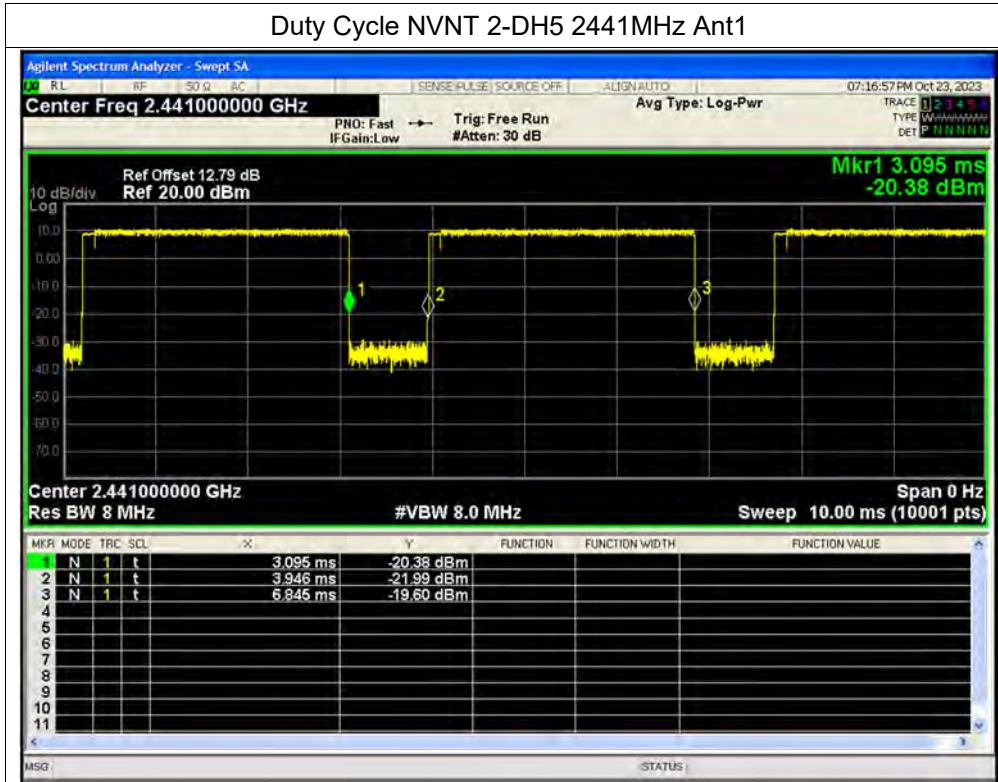 Duty Cycle NVNT 2-DH5 2441MHz Ant1
Agilent Spectrum Analyzer - Swept SA
LXI RL RF 50 Ω AC SENSE:PULSE SOURCE OFF ALIGNAUTO 07:16:57 PM Oct 23, 2023
Center Freq 2.441000000 GHz Avg Type: Log-Pwr TRACE 1 2 3 4 5 6
PNO: Fast Trig: Free Run TYPE W
IFGain:Low #Atten: 30 dB DET P N N N N N
Mkr1 3.095 ms
Ref Offset 12.79 dB
10 dB/div Ref 20.00 dBm -20.38 dBm
Log
10.0
0.00
-10.0
1 2 3
-20.0
-30.0
-40.0
-50.0
-60.0
-70.0
Center 2.441000000 GHz Span 0 Hz
Res BW 8 MHz #VBW 8.0 MHz Sweep 10.00 ms (10001 pts)
MKR MODE TRC SCL X Y FUNCTION FUNCTION WIDTH FUNCTION VALUE
1 N 1 t 3.095 ms -20.38 dBm
2 N 1 t 3.946 ms -21.99 dBm
3 N 1 t 6.845 ms -19.60 dBm
4
5
6
7
8
9
10
11
MSG STATUS